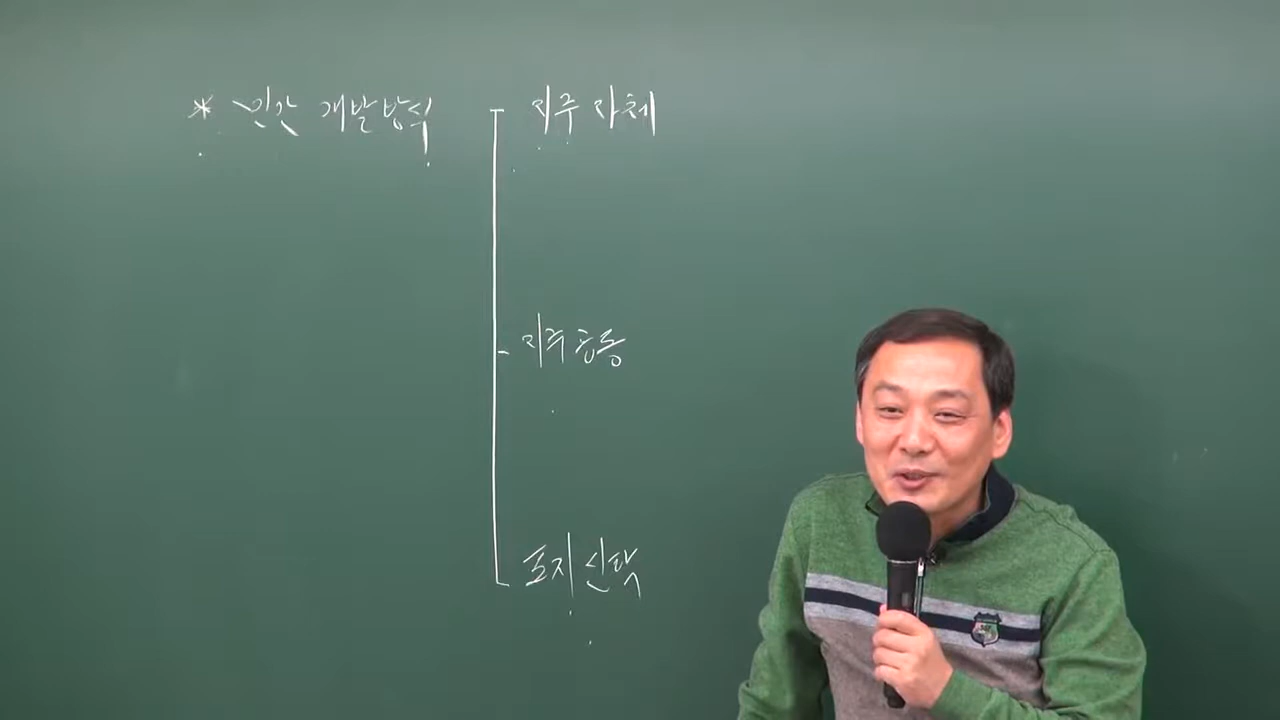 * 민간 개발방식
지주 자체
지주 공동
토지신탁